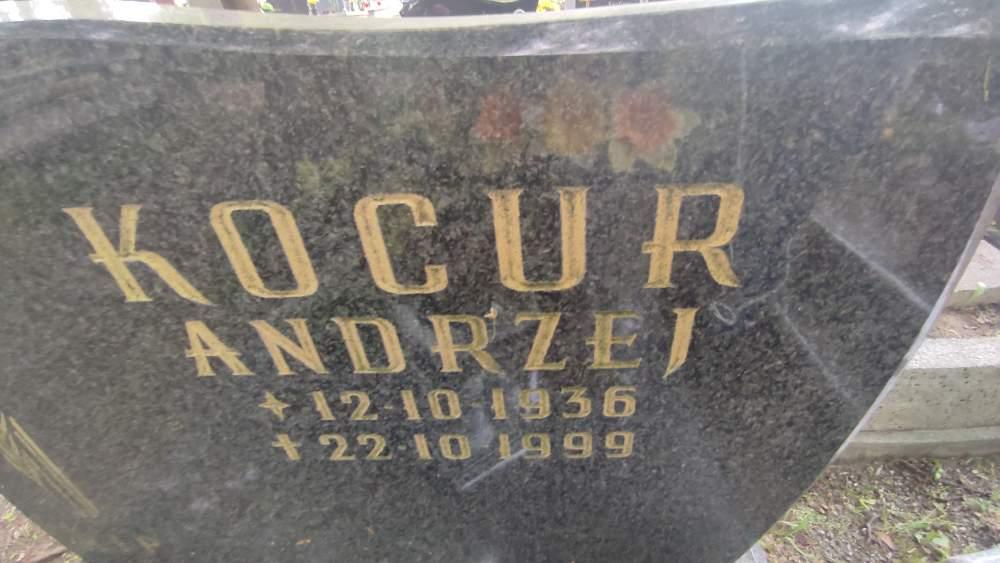 KOCUR
ANDRZEJ
✦ 12·10·1936
✝ 22·10·1999